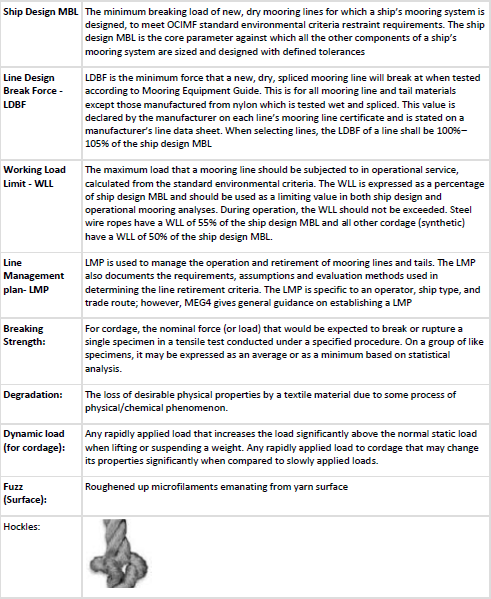 Ship Design MBL
The minimum breaking load of new, dry mooring lines for which a ship's mooring system is
designed, to meet OCIMF standard environmental criteria restraint requirements. The ship
design MBL is the core parameter against which all the other components of a ship's
mooring system are sized and designed with defined tolerances
Line Design
Break Force -
LDBF
LDBF is the minimum force that a new, dry, spliced mooring line will break at when tested
according to Mooring Equipment Guide. This is for all mooring line and tail materials
except those manufactured from nylon which is tested wet and spliced. This value is
declared by the manufacturer on each line's mooring line certificate and is stated on a
manufacturer's line data sheet. When selecting lines, the LDBF of a line shall be 100%–
105% of the ship design MBL
Working Load
Limit - WLL
The maximum load that a mooring line should be subjected to in operational service,
calculated from the standard environmental criteria. The WLL is expressed as a percentage
of ship design MBL and should be used as a limiting value in both ship design and
operational mooring analyses. During operation, the WLL should not be exceeded. Steel
wire ropes have a WLL of 55% of the ship design MBL and all other cordage (synthetic)
have a WLL of 50% of the ship design MBL.
Line
Management
plan- LMP
LMP is used to manage the operation and retirement of mooring lines and tails. The LMP
also documents the requirements, assumptions and evaluation methods used in
determining the line retirement criteria. The LMP is specific to an operator, ship type, and
trade route; however, MEG4 gives general guidance on establishing a LMP
Breaking
Strength:
For cordage, the nominal force (or load) that would be expected to break or rupture a
single specimen in a tensile test conducted under a specified procedure. On a group of like
specimens, it may be expressed as an average or as a minimum based on statistical
analysis.
Degradation:
The loss of desirable physical properties by a textile material due to some process of
physical/chemical phenomenon.
Dynamic load
(for cordage):
Any rapidly applied load that increases the load significantly above the normal static load
when lifting or suspending a weight. Any rapidly applied load to cordage that may change
its properties significantly when compared to slowly applied loads.
Fuzz
(Surface):
Roughened up microfilaments emanating from yarn surface
Hockles: